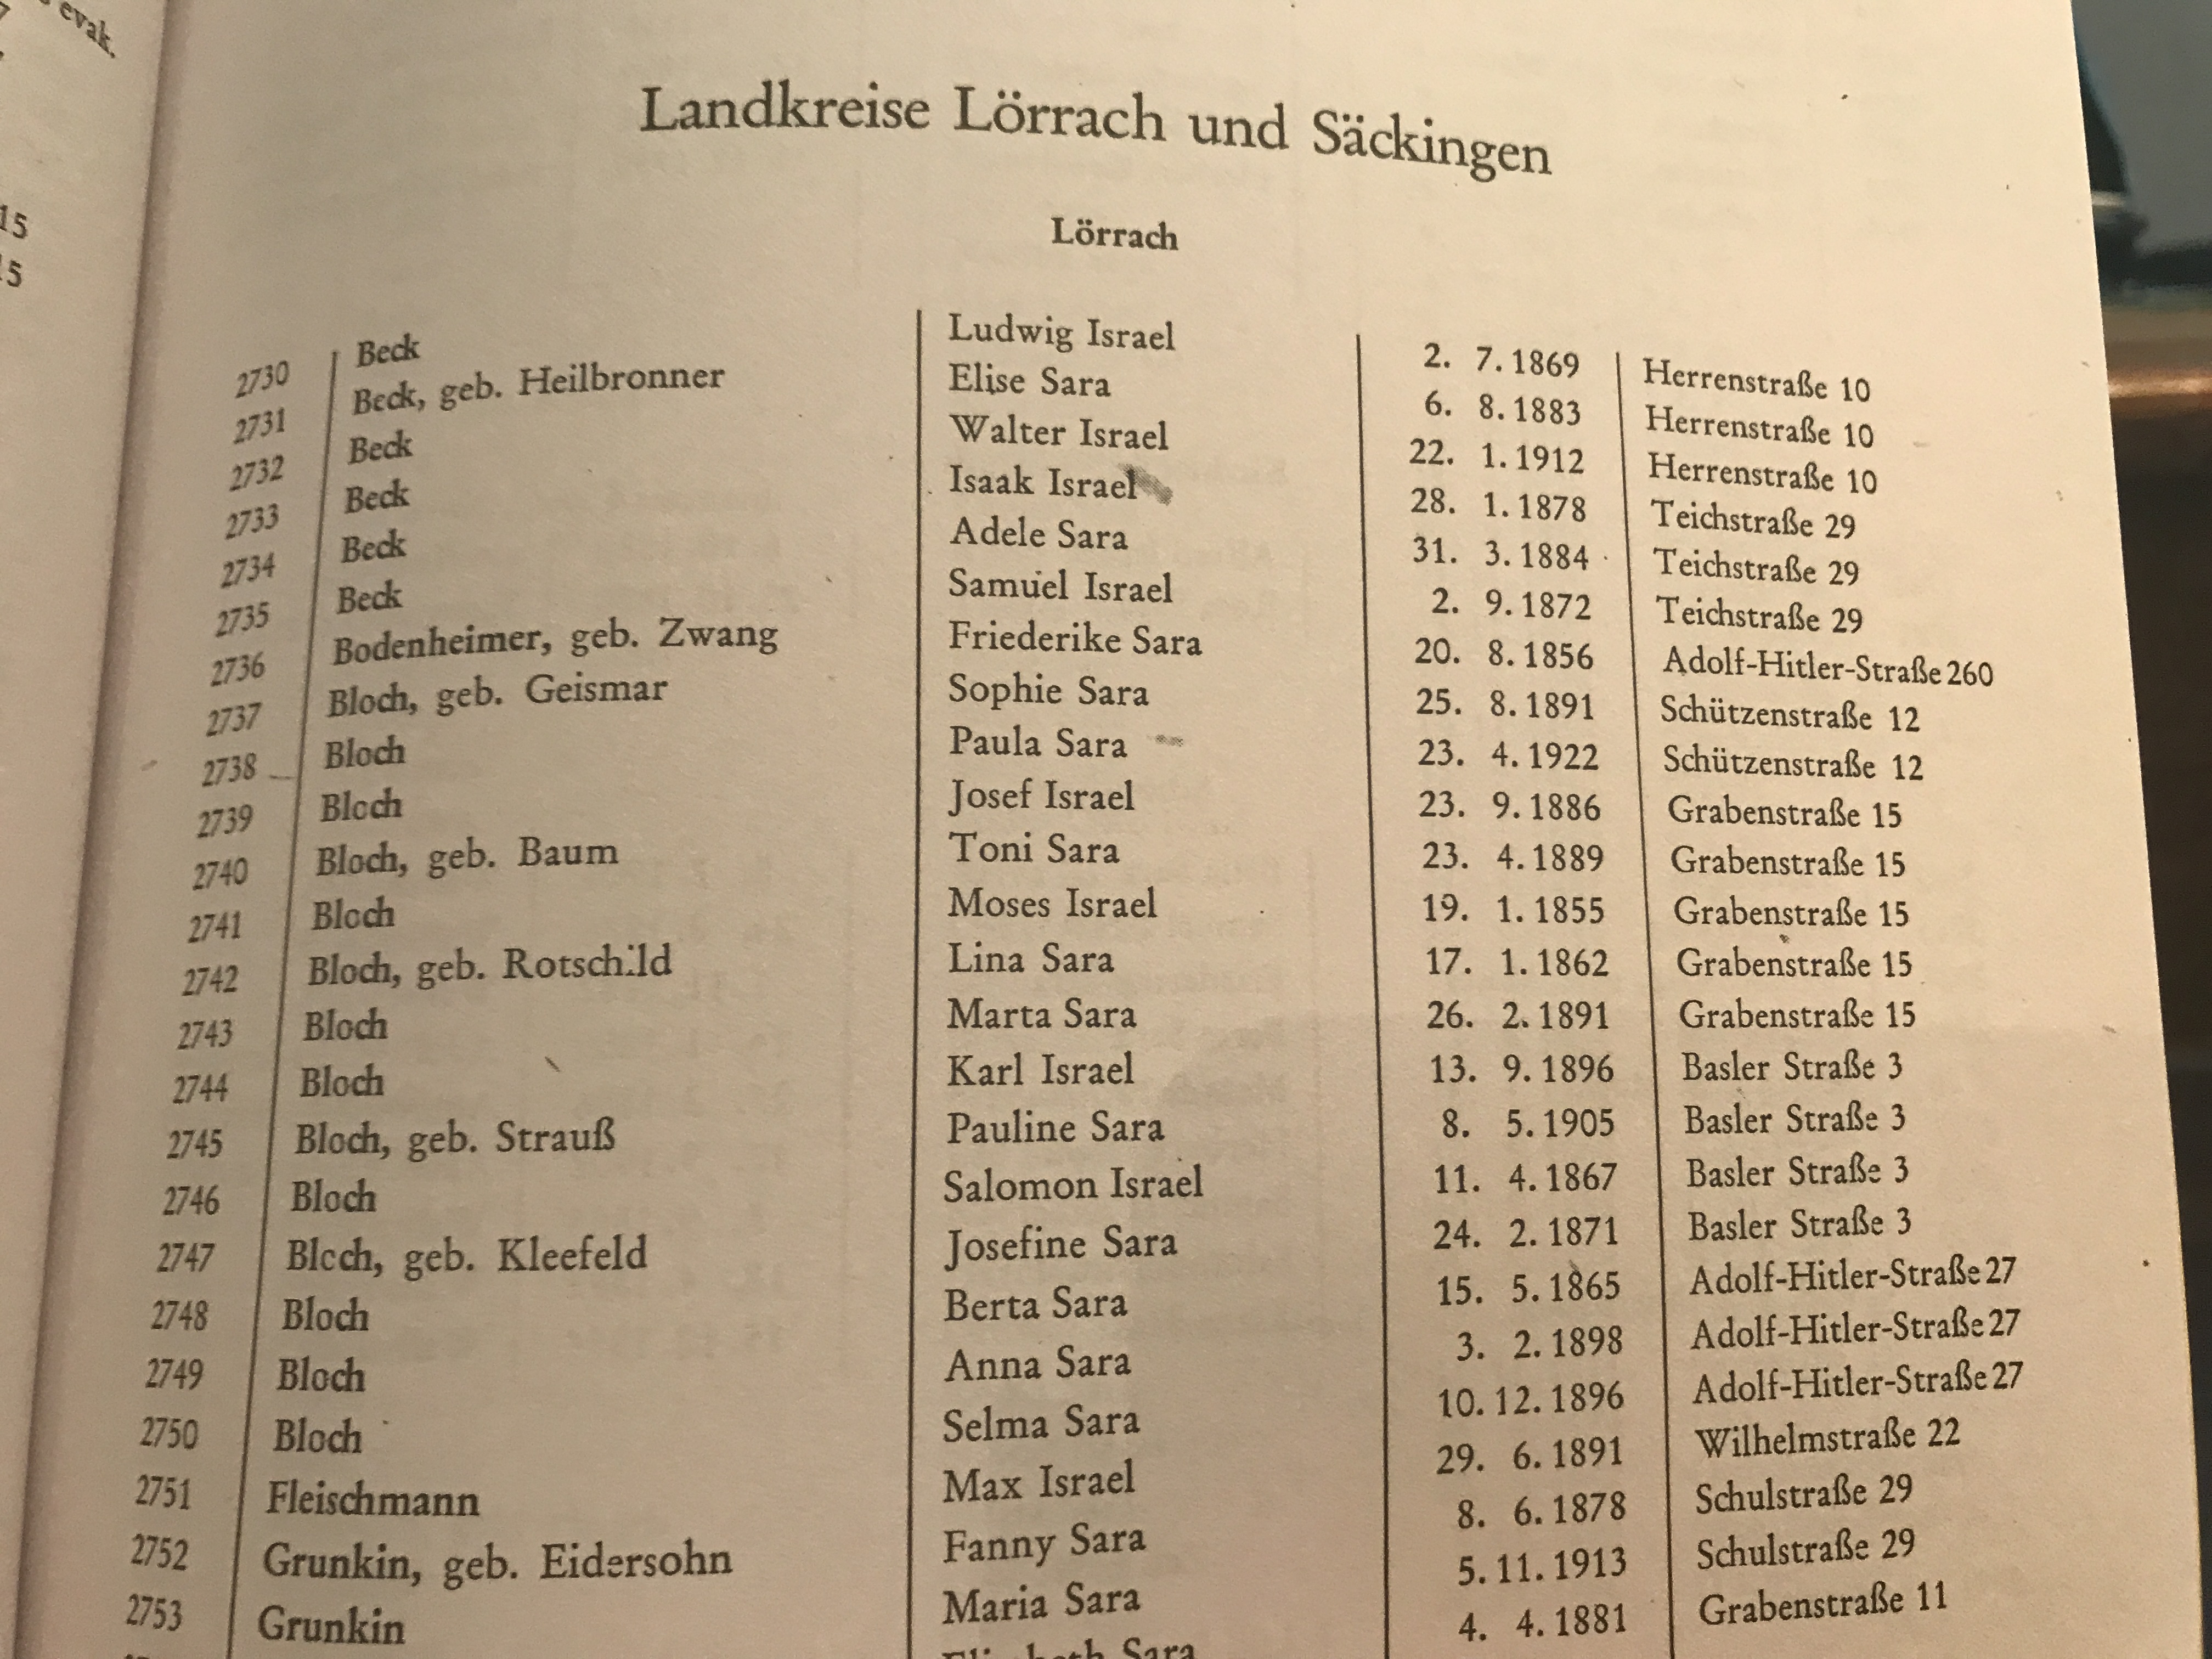 evak.
15
15
Landkreise Lörrach und Säckingen
Lörrach
2730 Beck Ludwig Israel 2. 7. 1869 Herrenstraße 10
2731 Beck, geb. Heilbronner Elise Sara 6. 8. 1883 Herrenstraße 10
2732 Beck Walter Israel 22. 1. 1912 Herrenstraße 10
2733 Beck Isaak Israel 28. 1. 1878 Teichstraße 29
2734 Beck Adele Sara 31. 3. 1884 Teichstraße 29
2735 Beck Samuel Israel 2. 9. 1872 Teichstraße 29
2736 Bodenheimer, geb. Zwang Friederike Sara 20. 8. 1856 Adolf-Hitler-Straße 260
2737 Bloch, geb. Geismar Sophie Sara 25. 8. 1891 Schützenstraße 12
2738 Bloch Paula Sara 23. 4. 1922 Schützenstraße 12
2739 Bloch Josef Israel 23. 9. 1886 Grabenstraße 15
2740 Bloch, geb. Baum Toni Sara 23. 4. 1889 Grabenstraße 15
2741 Bloch Moses Israel 19. 1. 1855 Grabenstraße 15
2742 Bloch, geb. Rotschild Lina Sara 17. 1. 1862 Grabenstraße 15
2743 Bloch Marta Sara 26. 2. 1891 Grabenstraße 15
2744 Bloch Karl Israel 13. 9. 1896 Basler Straße 3
2745 Bloch, geb. Strauß Pauline Sara 8. 5. 1905 Basler Straße 3
2746 Bloch Salomon Israel 11. 4. 1867 Basler Straße 3
2747 Bloch, geb. Kleefeld Josefine Sara 24. 2. 1871 Basler Straße 3
2748 Bloch Berta Sara 15. 5. 1865 Adolf-Hitler-Straße 27
2749 Bloch Anna Sara 3. 2. 1898 Adolf-Hitler-Straße 27
2750 Bloch Selma Sara 10. 12. 1896 Adolf-Hitler-Straße 27
2751 Fleischmann Max Israel 29. 6. 1891 Wilhelmstraße 22
2752 Grunkin, geb. Eidersohn Fanny Sara 8. 6. 1878 Schulstraße 29
2753 Grunkin Maria Sara 5. 11. 1913 Schulstraße 29
Sara 4. 4. 1881 Grabenstraße 11